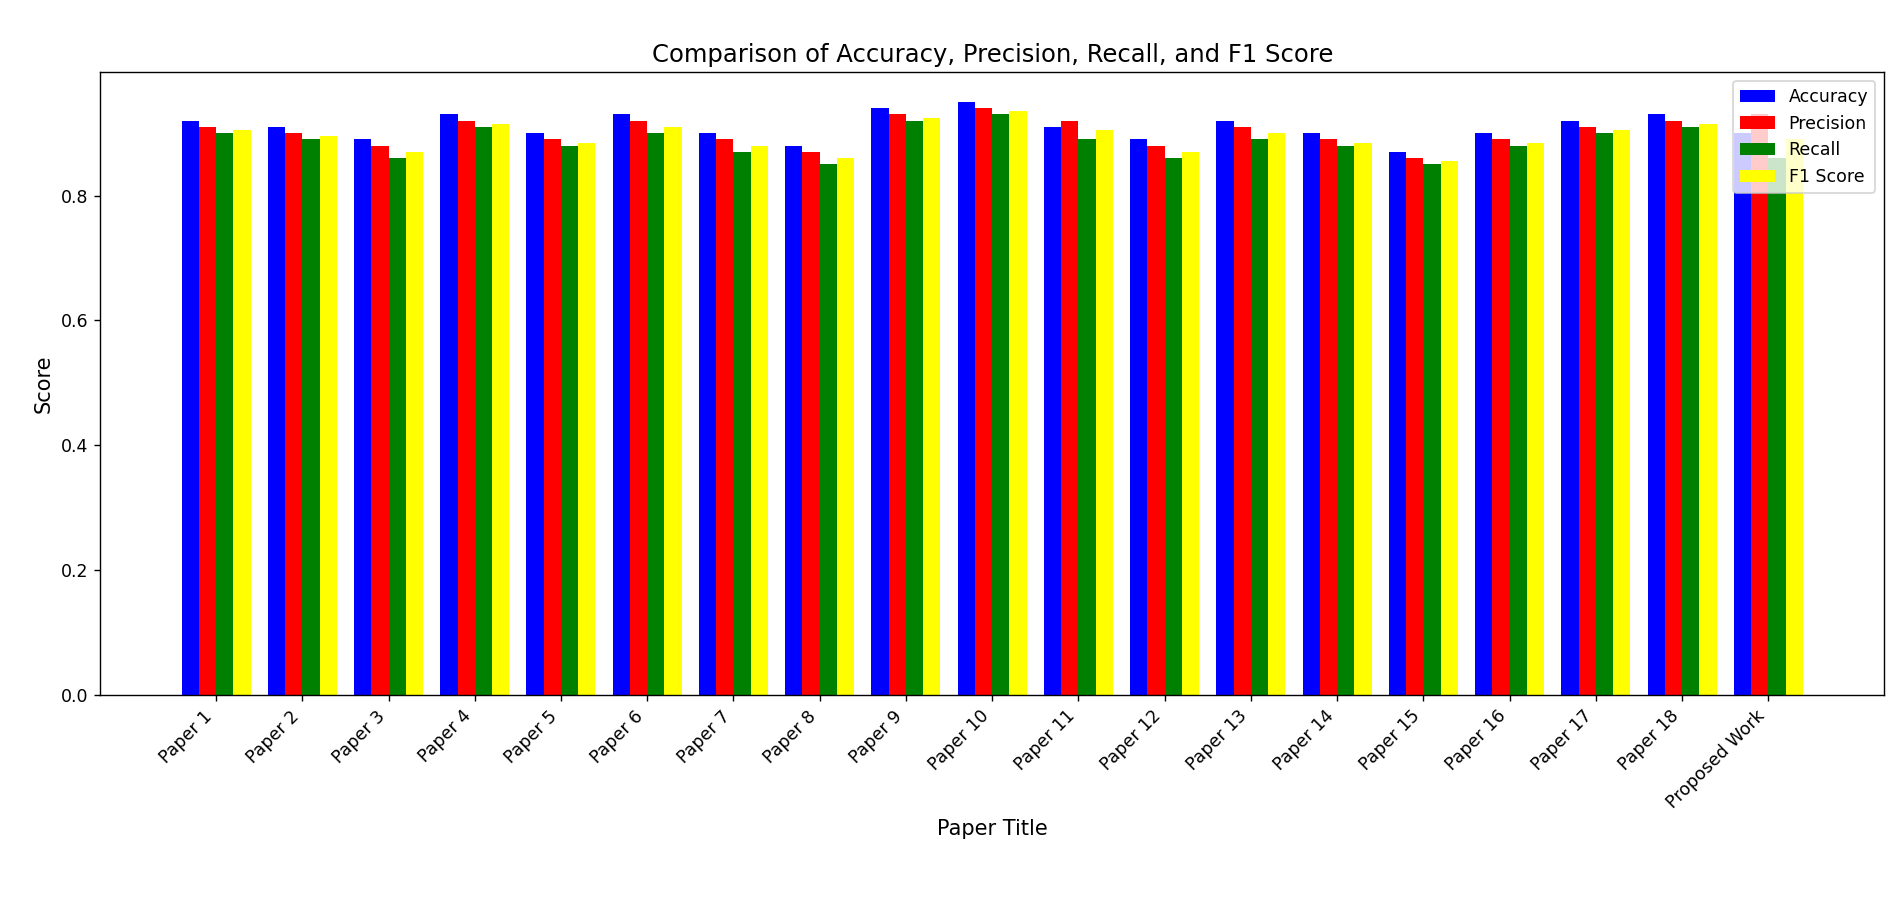 Comparison of Accuracy, Precision, Recall, and F1 Score
Accuracy
Precision
Recall
F1 Score
Score
0.8
0.6
0.4
0.2
0.0
Paper 1
Paper 2
Paper 3
Paper 4
Paper 5
Paper 6
Paper 7
Paper 8
Paper 9
Paper 10
Paper 11
Paper 12
Paper 13
Paper 14
Paper 15
Paper 16
Paper 17
Paper 18
Proposed Work
Paper Title